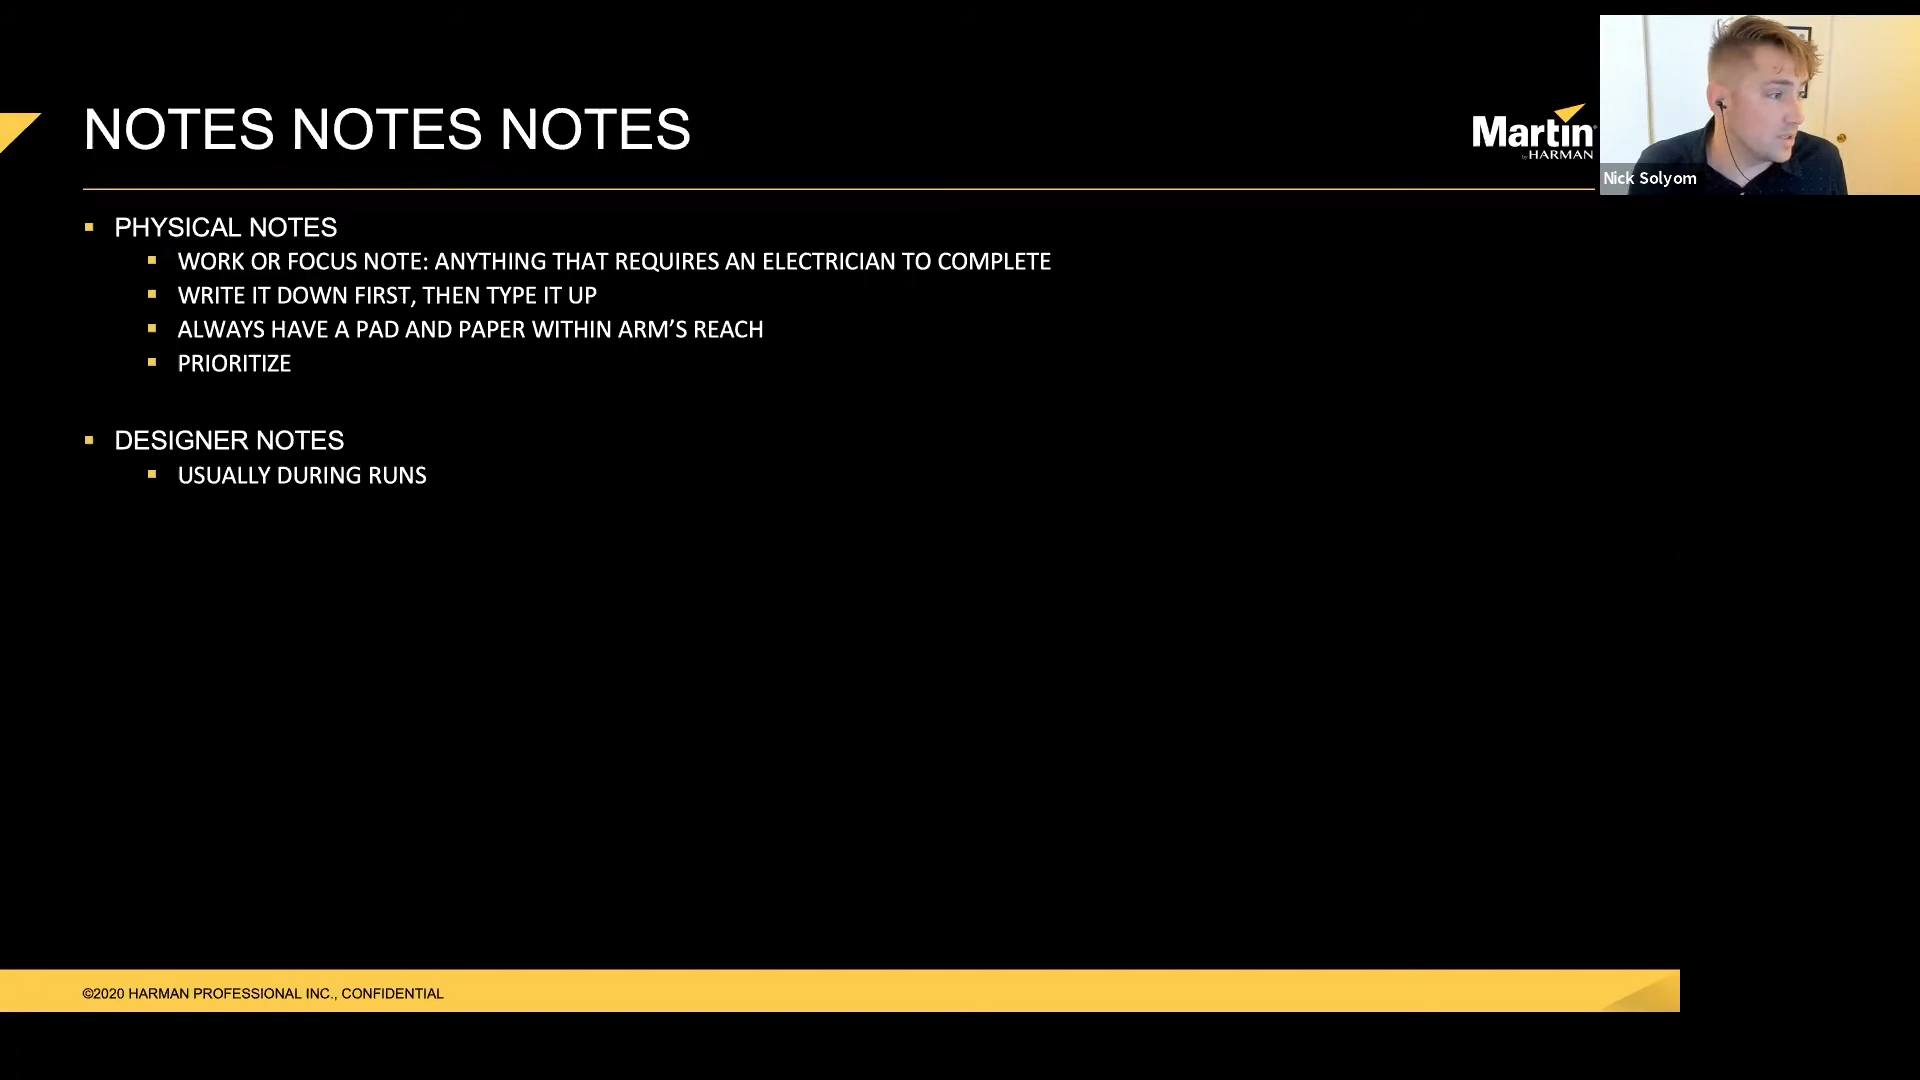 NOTES NOTES NOTES
Martin
by HARMAN
Nick Solyom
PHYSICAL NOTES
WORK OR FOCUS NOTE: ANYTHING THAT REQUIRES AN ELECTRICIAN TO COMPLETE
WRITE IT DOWN FIRST, THEN TYPE IT UP
ALWAYS HAVE A PAD AND PAPER WITHIN ARM’S REACH
PRIORITIZE
DESIGNER NOTES
USUALLY DURING RUNS
©2020 HARMAN PROFESSIONAL INC., CONFIDENTIAL